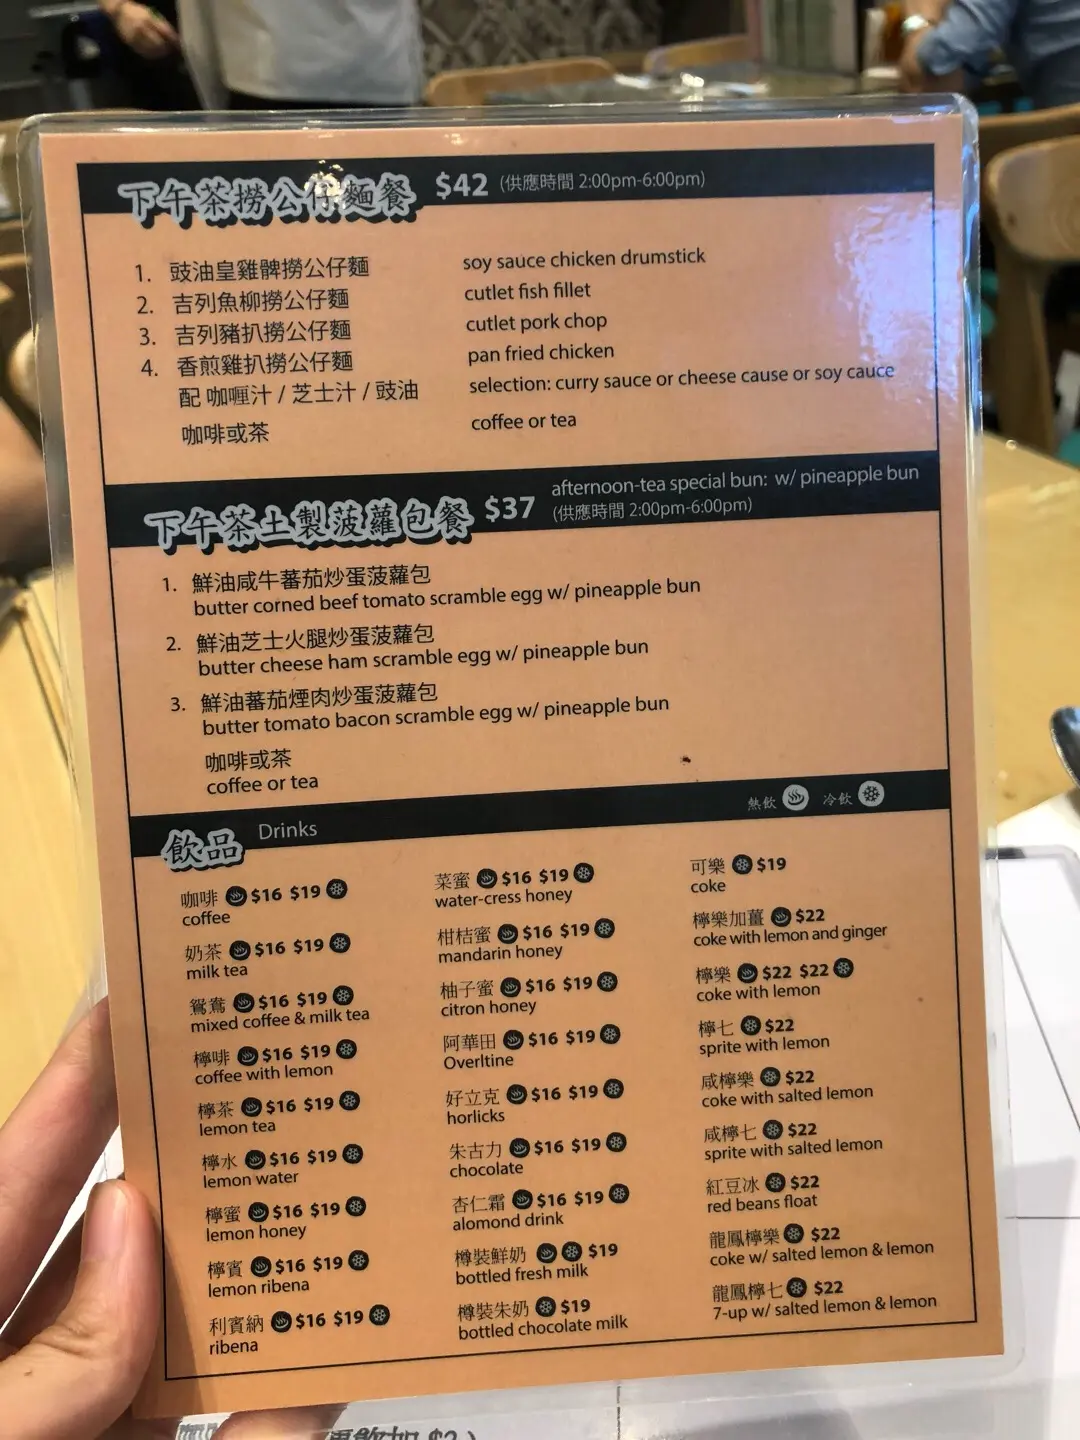 下午茶撈公仔麵餐 $42 (供應時間 2:00pm-6:00pm)
1. 豉油皇雞髀撈公仔麵 soy sauce chicken drumstick
2. 吉列魚柳撈公仔麵 cutlet fish fillet
3. 吉列豬扒撈公仔麵 cutlet pork chop
4. 香煎雞扒撈公仔麵 pan fried chicken
配 咖喱汁 / 芝士汁 / 豉油 selection: curry sauce or cheese cause or soy cauce
咖啡或茶 coffee or tea
下午茶土製菠蘿包餐 $37 afternoon-tea special bun: w/ pineapple bun
(供應時間 2:00pm-6:00pm)
1. 鮮油咸牛蕃茄炒蛋菠蘿包
butter corned beef tomato scramble egg w/ pineapple bun
2. 鮮油芝士火腿炒蛋菠蘿包
butter cheese ham scramble egg w/ pineapple bun
3. 鮮油蕃茄煙肉炒蛋菠蘿包
butter tomato bacon scramble egg w/ pineapple bun
咖啡或茶
coffee or tea
飲品 Drinks 熱飲 冷飲
咖啡 $16 $19
coffee
奶茶 $16 $19
milk tea
鴛鴦 $16 $19
mixed coffee & milk tea
檸啡 $16 $19
coffee with lemon
檸茶 $16 $19
lemon tea
檸水 $16 $19
lemon water
檸蜜 $16 $19
lemon honey
檸賓 $16 $19
lemon ribena
利賓納 $16 $19
ribena
菜蜜 $16 $19
water-cress honey
柑桔蜜 $16 $19
mandarin honey
柚子蜜 $16 $19
citron honey
阿華田 $16 $19
Overltine
好立克 $16 $19
horlicks
朱古力 $16 $19
chocolate
杏仁霜 $16 $19
alomond drink
樽裝鮮奶 $19
bottled fresh milk
樽裝朱奶 $19
bottled chocolate milk
可樂 $19
coke
檸樂加薑 $22
coke with lemon and ginger
檸樂 $22 $22
coke with lemon
檸七 $22
sprite with lemon
咸檸樂 $22
coke with salted lemon
咸檸七 $22
sprite with salted lemon
紅豆冰 $22
red beans float
龍鳳檸樂 $22
coke w/ salted lemon & lemon
龍鳳檸七 $22
7-up w/ salted lemon & lemon